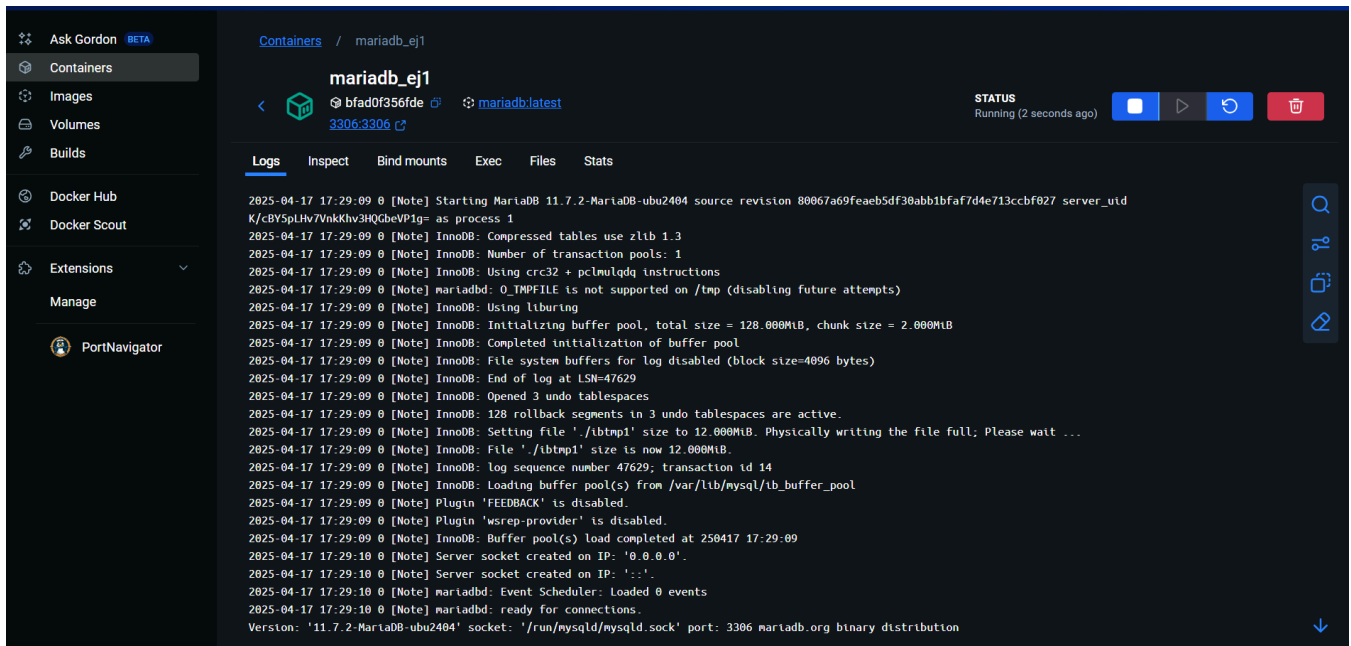 Ask Gordon BETA
Containers
Images
Volumes
Builds
Docker Hub
Docker Scout
Extensions
Manage
PortNavigator
Containers / mariadb_ej1
mariadb_ej1
bfad0f356fde mariadb:latest
3306:3306
STATUS
Running (2 seconds ago)
Logs Inspect Bind mounts Exec Files Stats
2025-04-17 17:29:09 0 [Note] Starting MariaDB 11.7.2-MariaDB-ubu2404 source revision 80067a69feaeb5df30abb1bfaf7d4e713ccbf027 server_uid
K/cBY5pLHv7VnkKhv3HQGbeVP1g= as process 1
2025-04-17 17:29:09 0 [Note] InnoDB: Compressed tables use zlib 1.3
2025-04-17 17:29:09 0 [Note] InnoDB: Number of transaction pools: 1
2025-04-17 17:29:09 0 [Note] InnoDB: Using crc32 + pclmulqdq instructions
2025-04-17 17:29:09 0 [Note] mariadbd: O_TMPFILE is not supported on /tmp (disabling future attempts)
2025-04-17 17:29:09 0 [Note] InnoDB: Using liburing
2025-04-17 17:29:09 0 [Note] InnoDB: Initializing buffer pool, total size = 128.000MiB, chunk size = 2.000MiB
2025-04-17 17:29:09 0 [Note] InnoDB: Completed initialization of buffer pool
2025-04-17 17:29:09 0 [Note] InnoDB: File system buffers for log disabled (block size=4096 bytes)
2025-04-17 17:29:09 0 [Note] InnoDB: End of log at LSN=47629
2025-04-17 17:29:09 0 [Note] InnoDB: Opened 3 undo tablespaces
2025-04-17 17:29:09 0 [Note] InnoDB: 128 rollback segments in 3 undo tablespaces are active.
2025-04-17 17:29:09 0 [Note] InnoDB: Setting file './ibtmp1' size to 12.000MiB. Physically writing the file full; Please wait ...
2025-04-17 17:29:09 0 [Note] InnoDB: File './ibtmp1' size is now 12.000MiB.
2025-04-17 17:29:09 0 [Note] InnoDB: log sequence number 47629; transaction id 14
2025-04-17 17:29:09 0 [Note] InnoDB: Loading buffer pool(s) from /var/lib/mysql/ib_buffer_pool
2025-04-17 17:29:09 0 [Note] Plugin 'FEEDBACK' is disabled.
2025-04-17 17:29:09 0 [Note] Plugin 'wsrep-provider' is disabled.
2025-04-17 17:29:09 0 [Note] InnoDB: Buffer pool(s) load completed at 250417 17:29:09
2025-04-17 17:29:10 0 [Note] Server socket created on IP: '0.0.0.0'.
2025-04-17 17:29:10 0 [Note] Server socket created on IP: '::'.
2025-04-17 17:29:10 0 [Note] mariadbd: Event Scheduler: Loaded 0 events
2025-04-17 17:29:10 0 [Note] mariadbd: ready for connections.
Version: '11.7.2-MariaDB-ubu2404' socket: '/run/mysqld/mysqld.sock' port: 3306 mariadb.org binary distribution